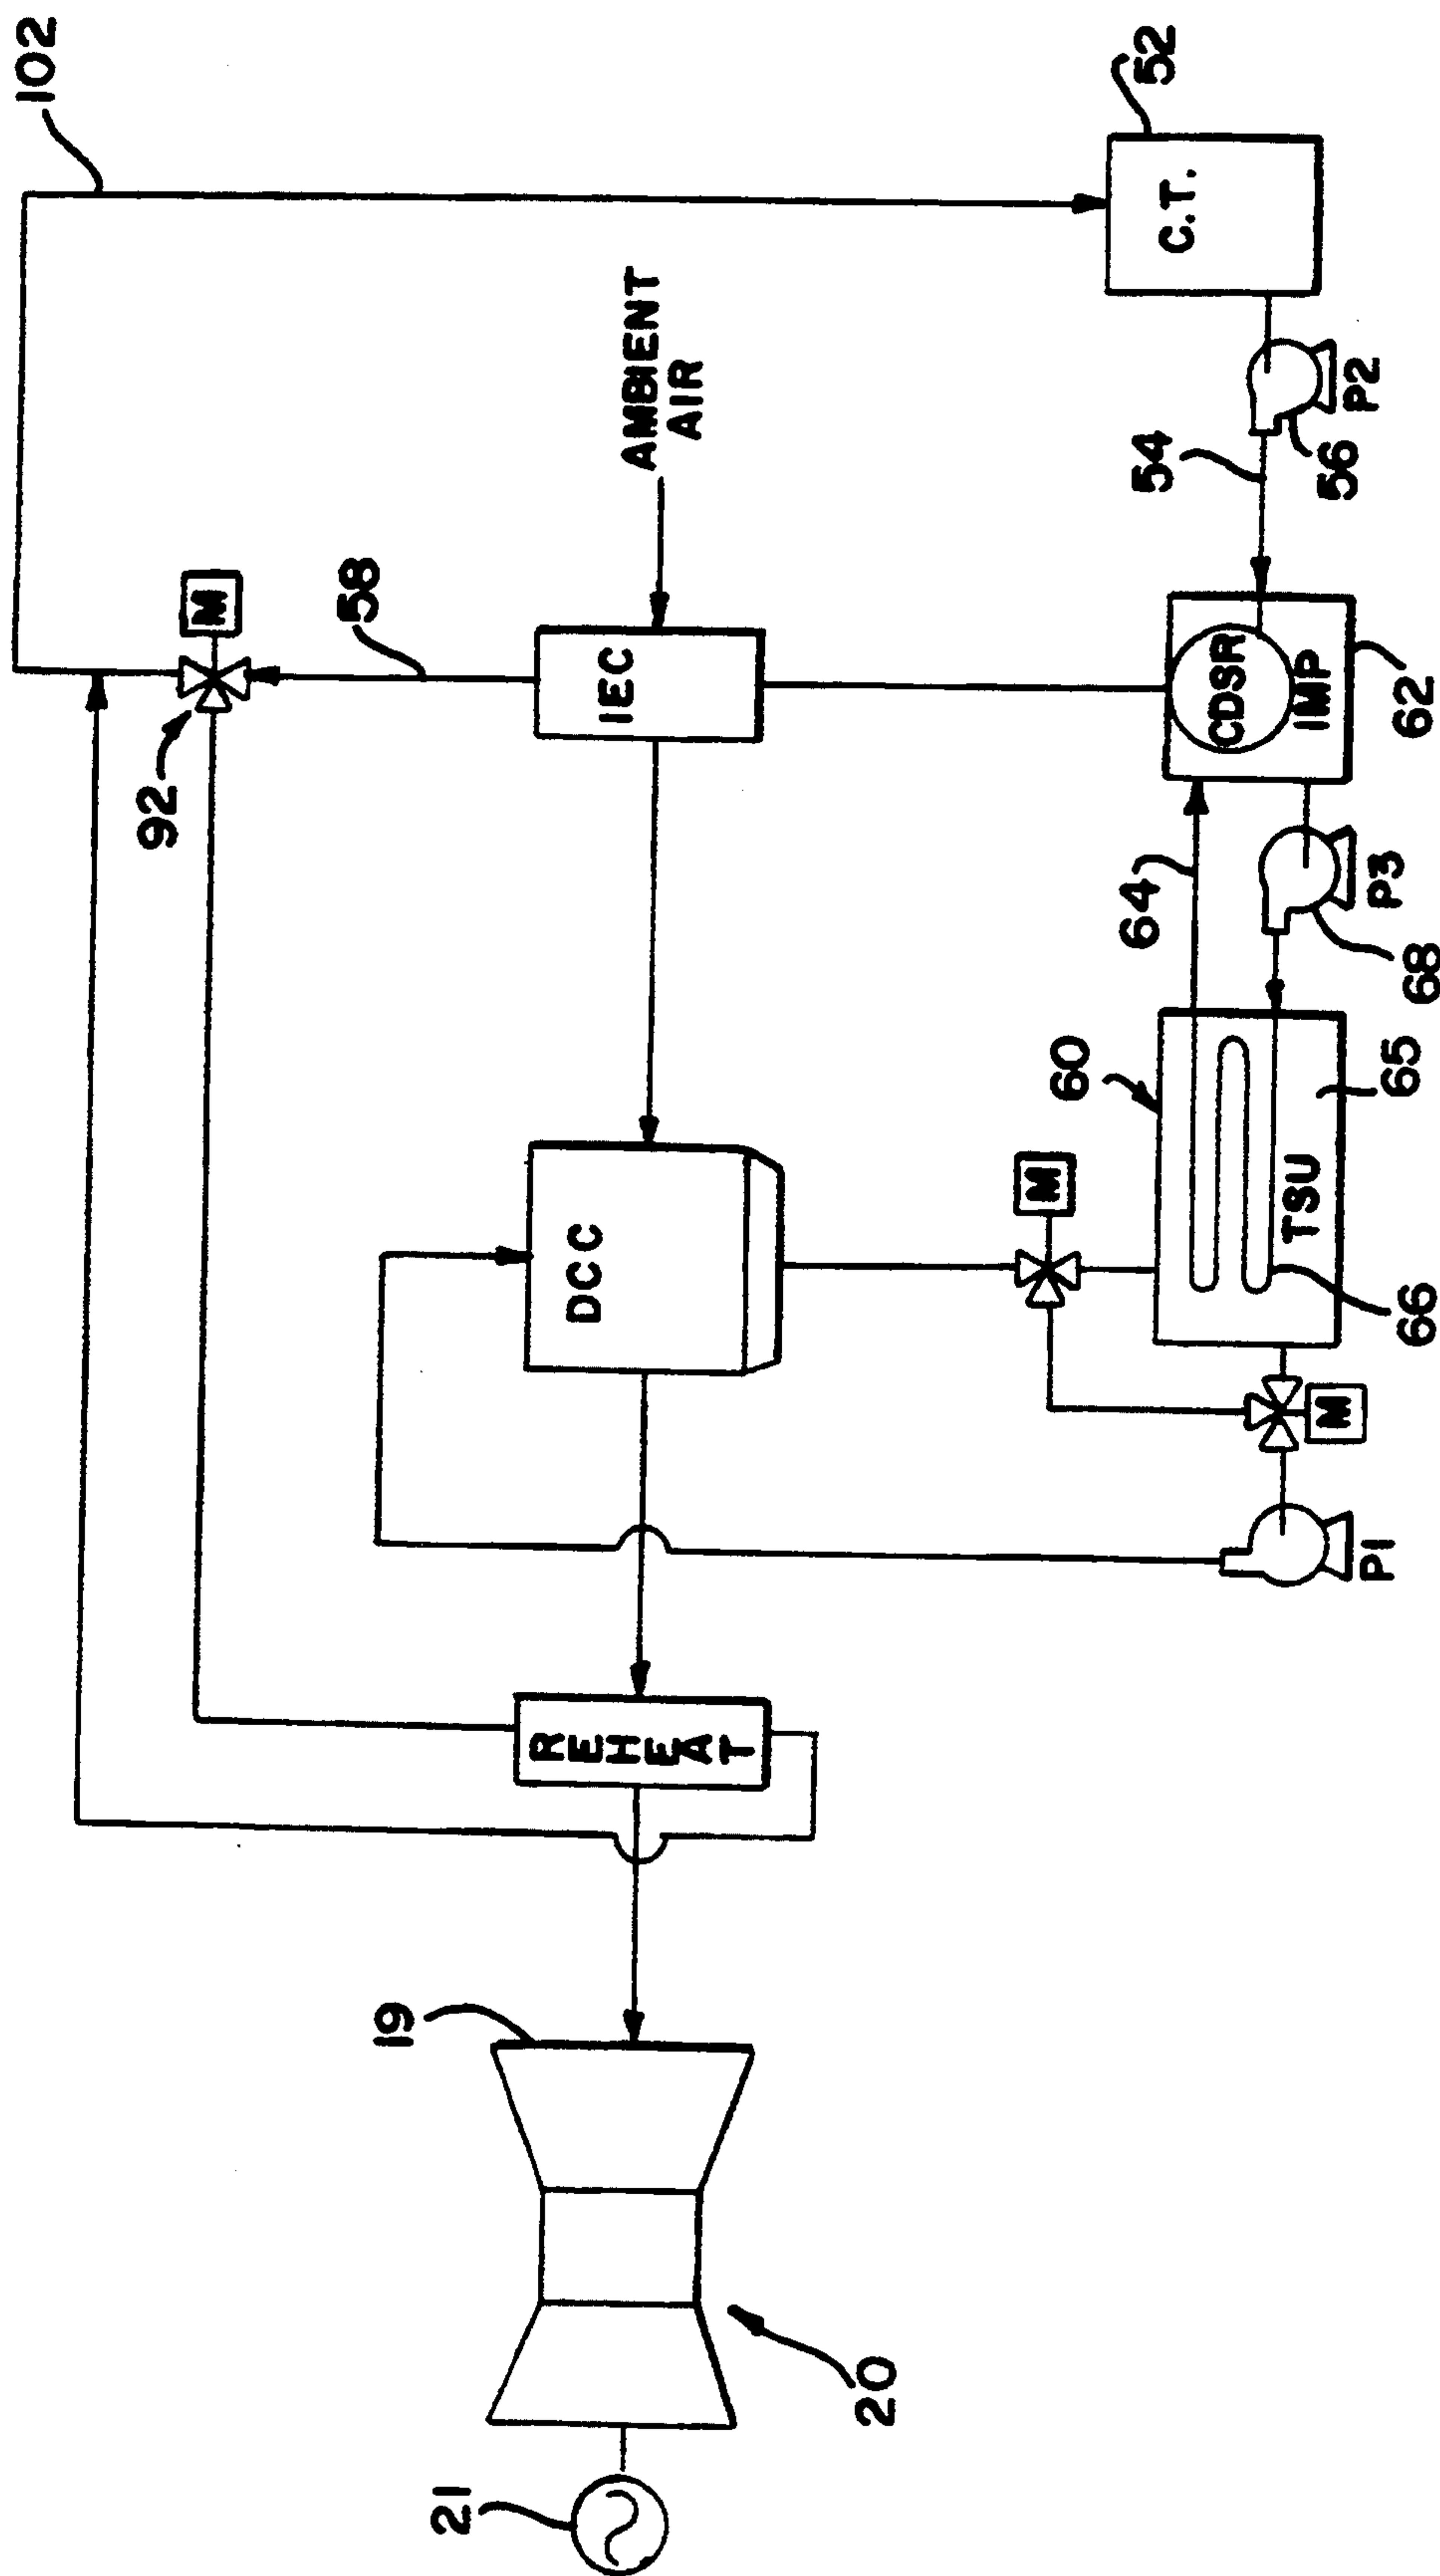 102
52
C.T.
AMBIENT
AIR
P2
56
54
M
58
92
IEC
CDSR
IMP
62
64
P3
68
60
65
M
DCC
TSU
66
M
P1
REHEAT
19
20
21